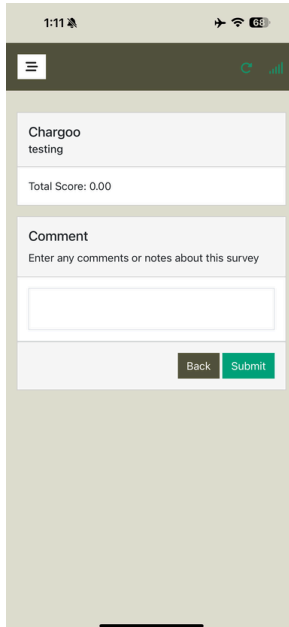 1:11
68
Chargoo
testing
Total Score: 0.00
Comment
Enter any comments or notes about this survey
Back
Submit